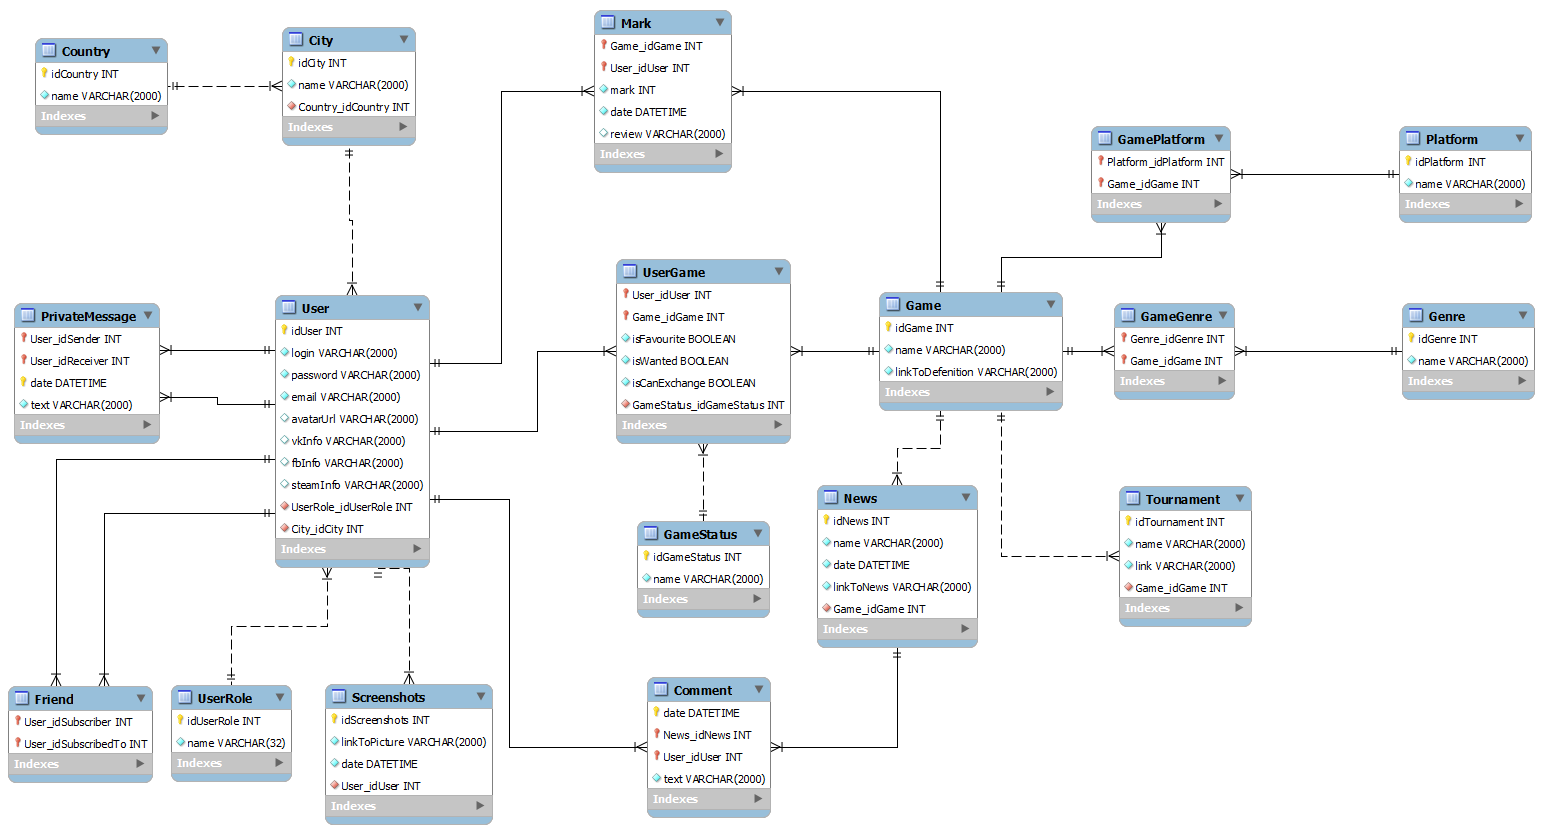 Country
idCountry INT
name VARCHAR(2000)
Indexes
City
idCity INT
name VARCHAR(2000)
Country_idCountry INT
Indexes
Mark
Game_idGame INT
User_idUser INT
mark INT
date DATETIME
review VARCHAR(2000)
Indexes
GamePlatform
Platform_idPlatform INT
Game_idGame INT
Indexes
Platform
idPlatform INT
name VARCHAR(2000)
Indexes
PrivateMessage
User_idSender INT
User_idReceiver INT
date DATETIME
text VARCHAR(2000)
Indexes
User
idUser INT
login VARCHAR(2000)
password VARCHAR(2000)
email VARCHAR(2000)
avatarUrl VARCHAR(2000)
vkInfo VARCHAR(2000)
fbInfo VARCHAR(2000)
steamInfo VARCHAR(2000)
UserRole_idUserRole INT
City_idCity INT
Indexes
UserGame
User_idUser INT
Game_idGame INT
isFavourite BOOLEAN
isWanted BOOLEAN
isCanExchange BOOLEAN
GameStatus_idGameStatus INT
Indexes
Game
idGame INT
name VARCHAR(2000)
linkToDefenition VARCHAR(2000)
Indexes
GameGenre
Genre_idGenre INT
Game_idGame INT
Indexes
Genre
idGenre INT
name VARCHAR(2000)
Indexes
GameStatus
idGameStatus INT
name VARCHAR(2000)
Indexes
News
idNews INT
name VARCHAR(2000)
date DATETIME
linkToNews VARCHAR(2000)
Game_idGame INT
Indexes
Tournament
idTournament INT
name VARCHAR(2000)
link VARCHAR(2000)
Game_idGame INT
Indexes
Friend
User_idSubscriber INT
User_idSubscribedTo INT
Indexes
UserRole
idUserRole INT
name VARCHAR(32)
Indexes
Screenshots
idScreenshots INT
linkToPicture VARCHAR(2000)
date DATETIME
User_idUser INT
Indexes
Comment
date DATETIME
News_idNews INT
User_idUser INT
text VARCHAR(2000)
Indexes